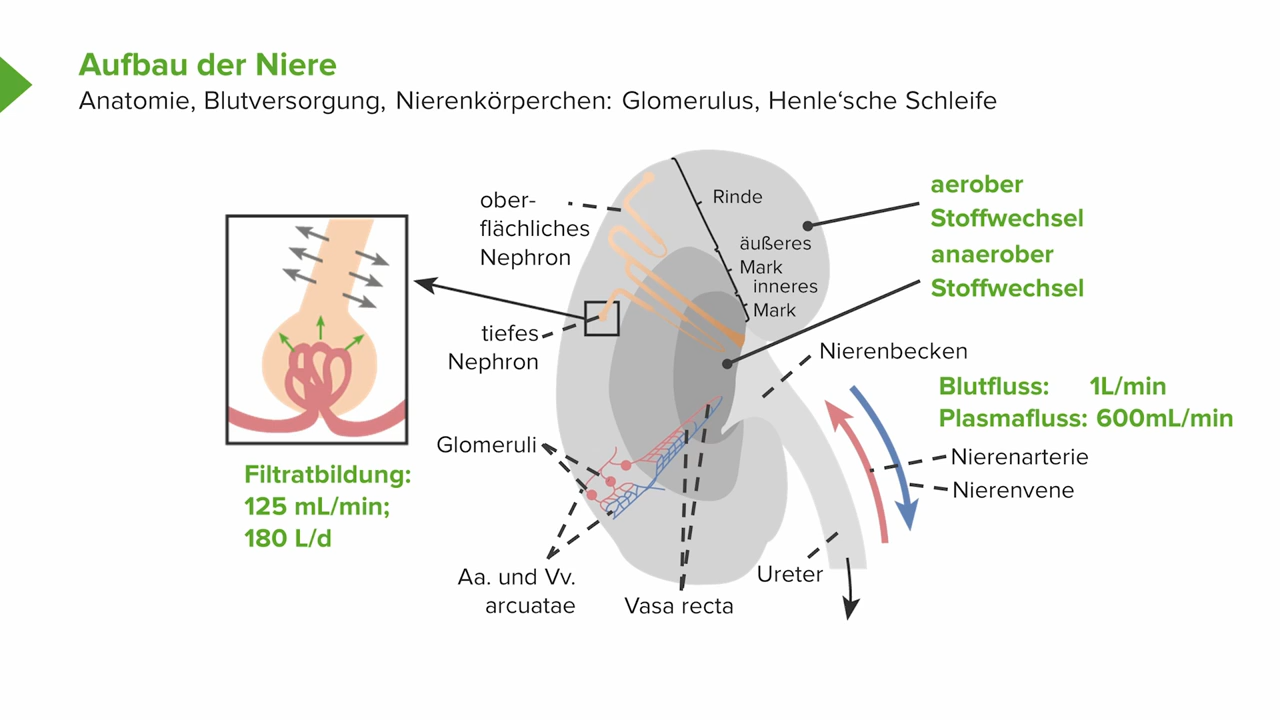 Aufbau der Niere
Anatomie, Blutversorgung, Nierenkörperchen: Glomerulus, Henle‘sche Schleife
ober-
flächliches
Nephron
tiefes
Nephron
Rinde
äußeres
Mark
inneres
Mark
aerober
Stoffwechsel
anaerober
Stoffwechsel
Nierenbecken
Blutfluss: 1L/min
Plasmafluss: 600mL/min
Nierenarterie
Nierenvene
Glomeruli
Filtratbildung:
125 mL/min;
180 L/d
Aa. und Vv.
arcuatae
Vasa recta
Ureter